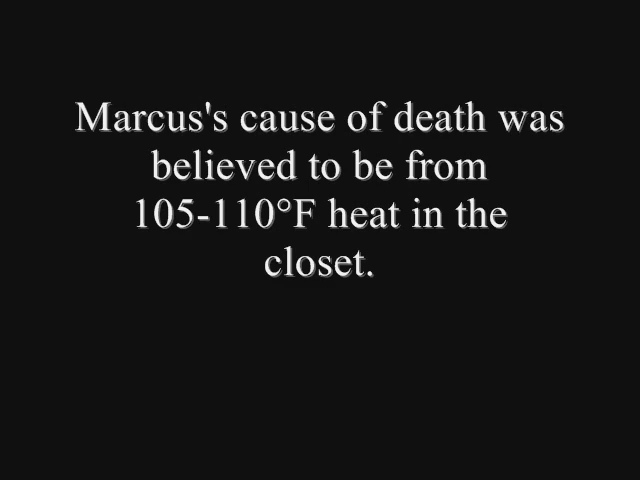 Marcus's cause of death was
believed to be from
105-110°F heat in the
closet.